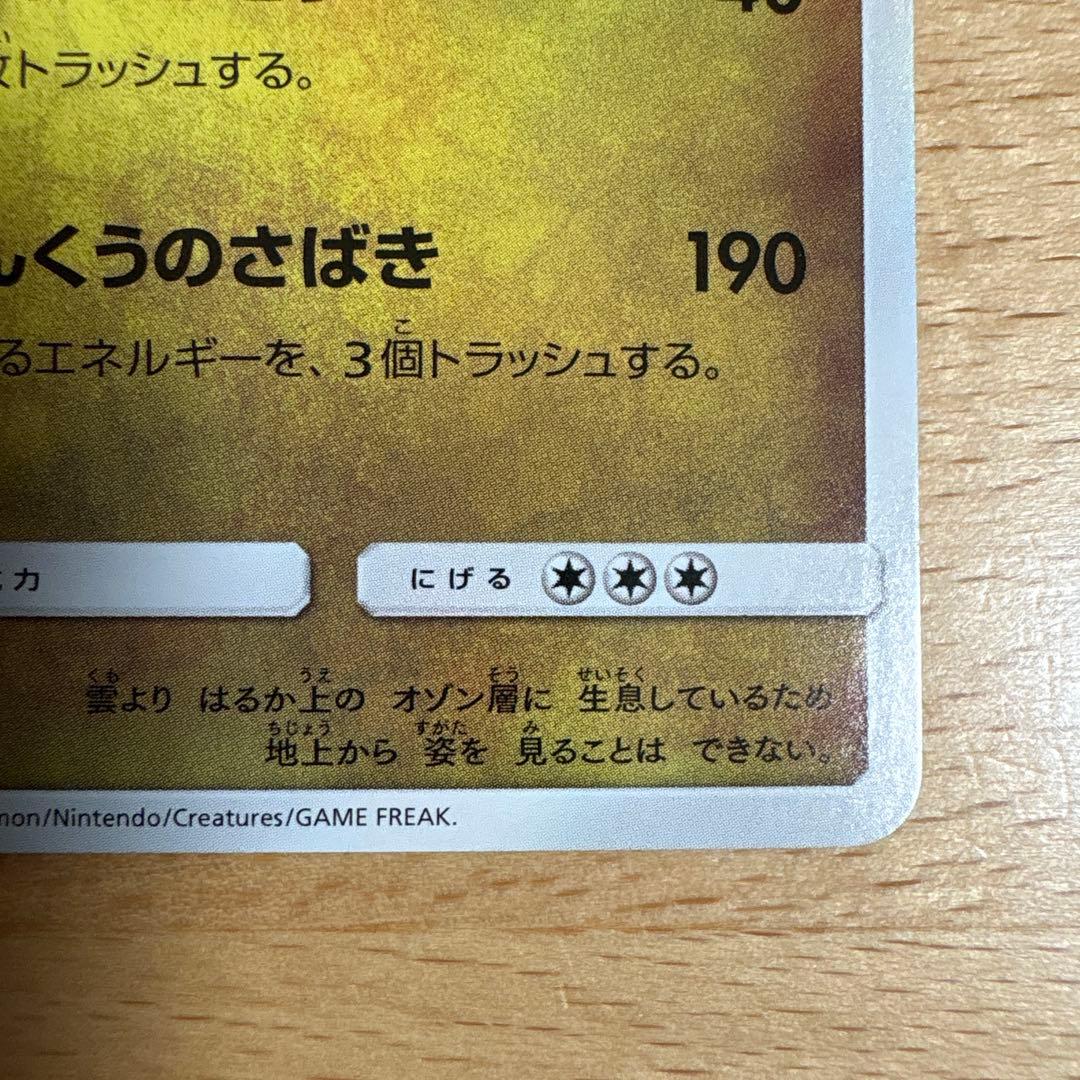 40
トラッシュする。
くうのさばき 190
るエネルギーを、3個トラッシュする。
力 にげる
雲より はるか上の オゾン層に 生息しているため
地上から 姿を 見ることは できない。
mon/Nintendo/Creatures/GAME FREAK.